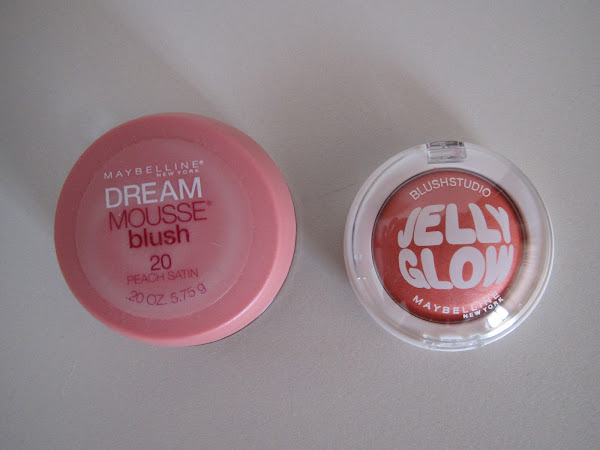 MAYBELLINE®
NEW YORK
DREAM
MOUSSE®
blush
20
PEACH SATIN
.20 OZ. 5.75 g
BLUSHSTUDIO
JELLY
GLOW
MAYBELLINE
NEW YORK